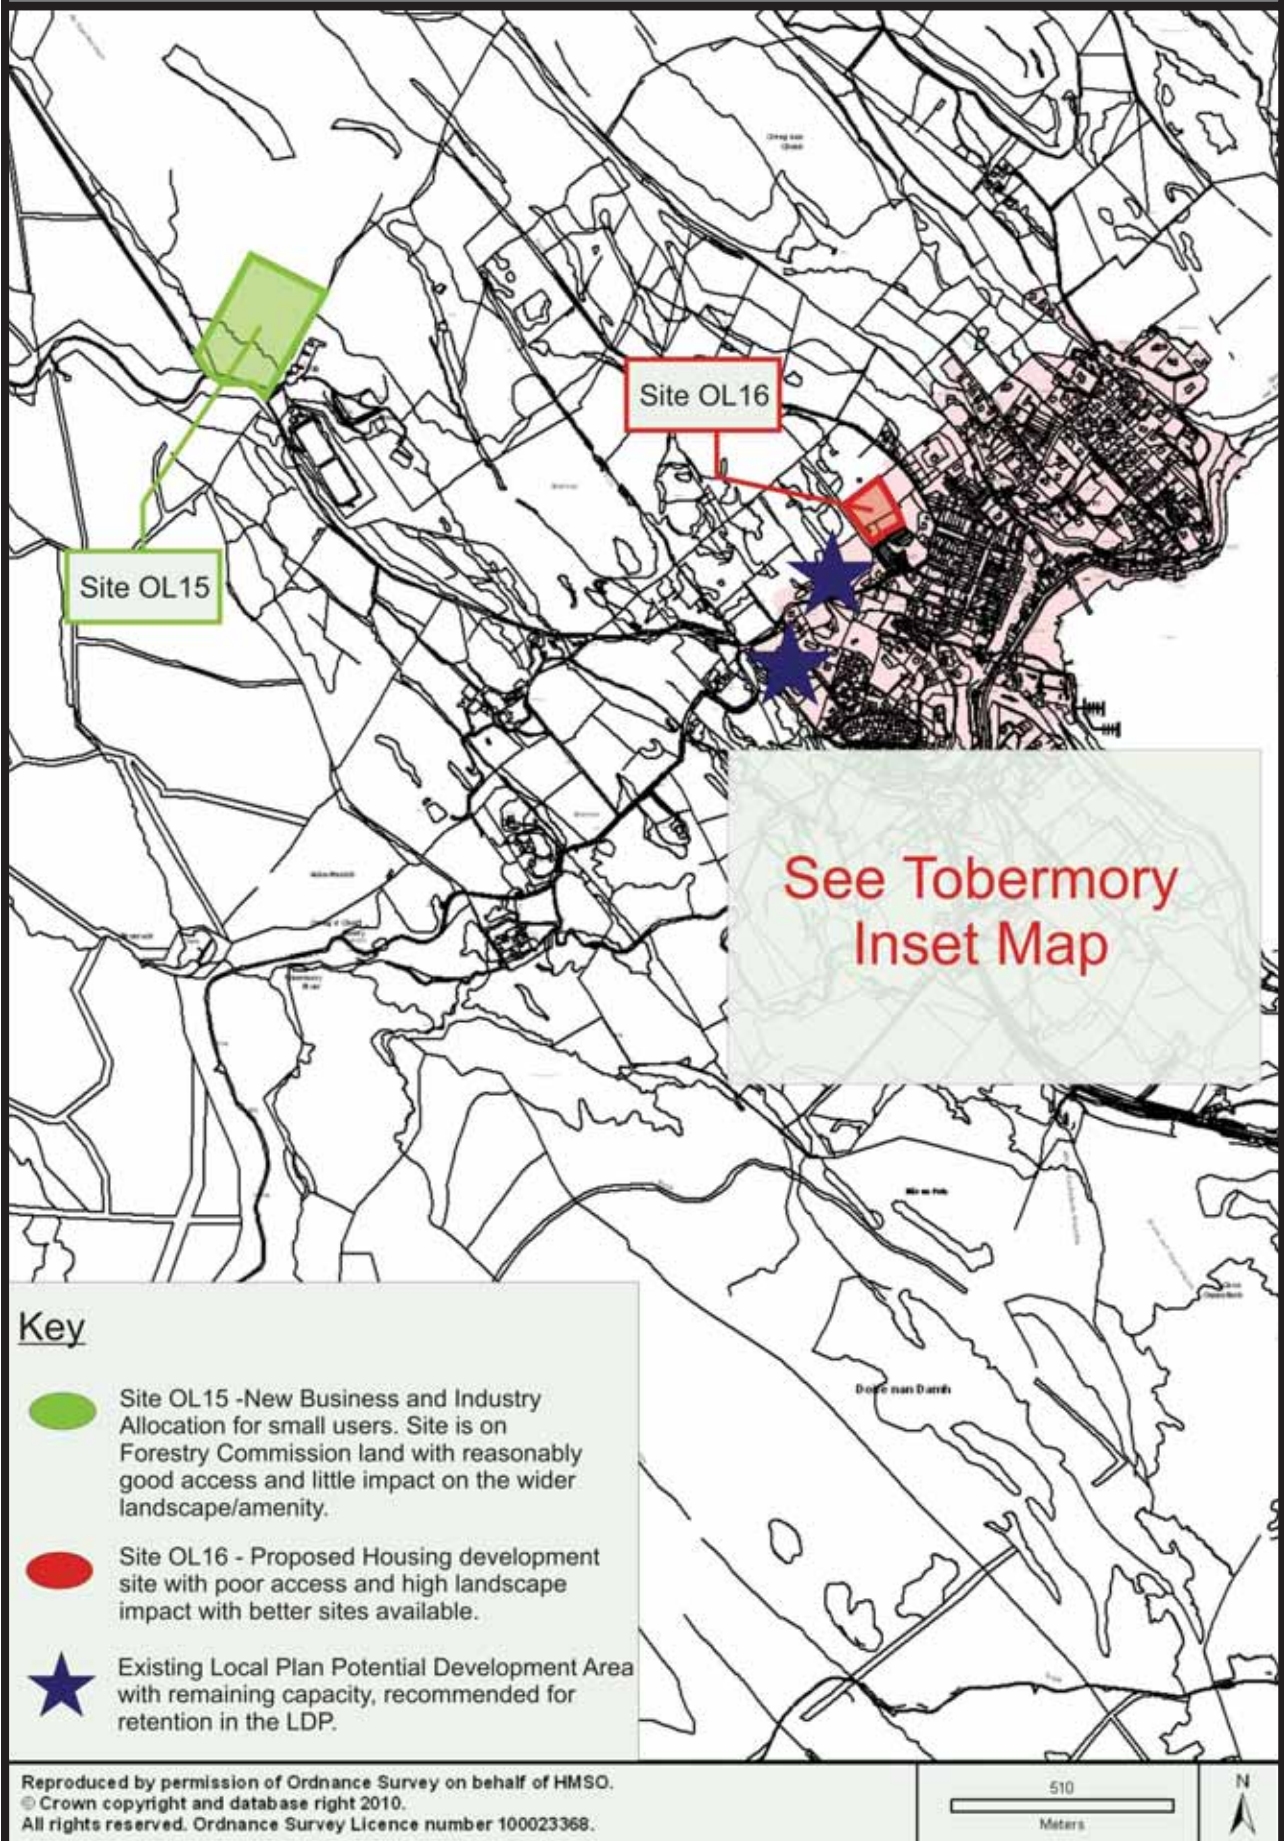 Site OL16
Site OL15
See Tobermory
Inset Map
Key
Site OL15 -New Business and Industry
Allocation for small users. Site is on
Forestry Commission land with reasonably
good access and little impact on the wider
landscape/amenity.
Site OL16 - Proposed Housing development
site with poor access and high landscape
impact with better sites available.
Existing Local Plan Potential Development Area
with remaining capacity, recommended for
retention in the LDP.
Reproduced by permission of Ordnance Survey on behalf of HMSO.
© Crown copyright and database right 2010.
All rights reserved. Ordnance Survey Licence number 100023368.
510
Meters
N